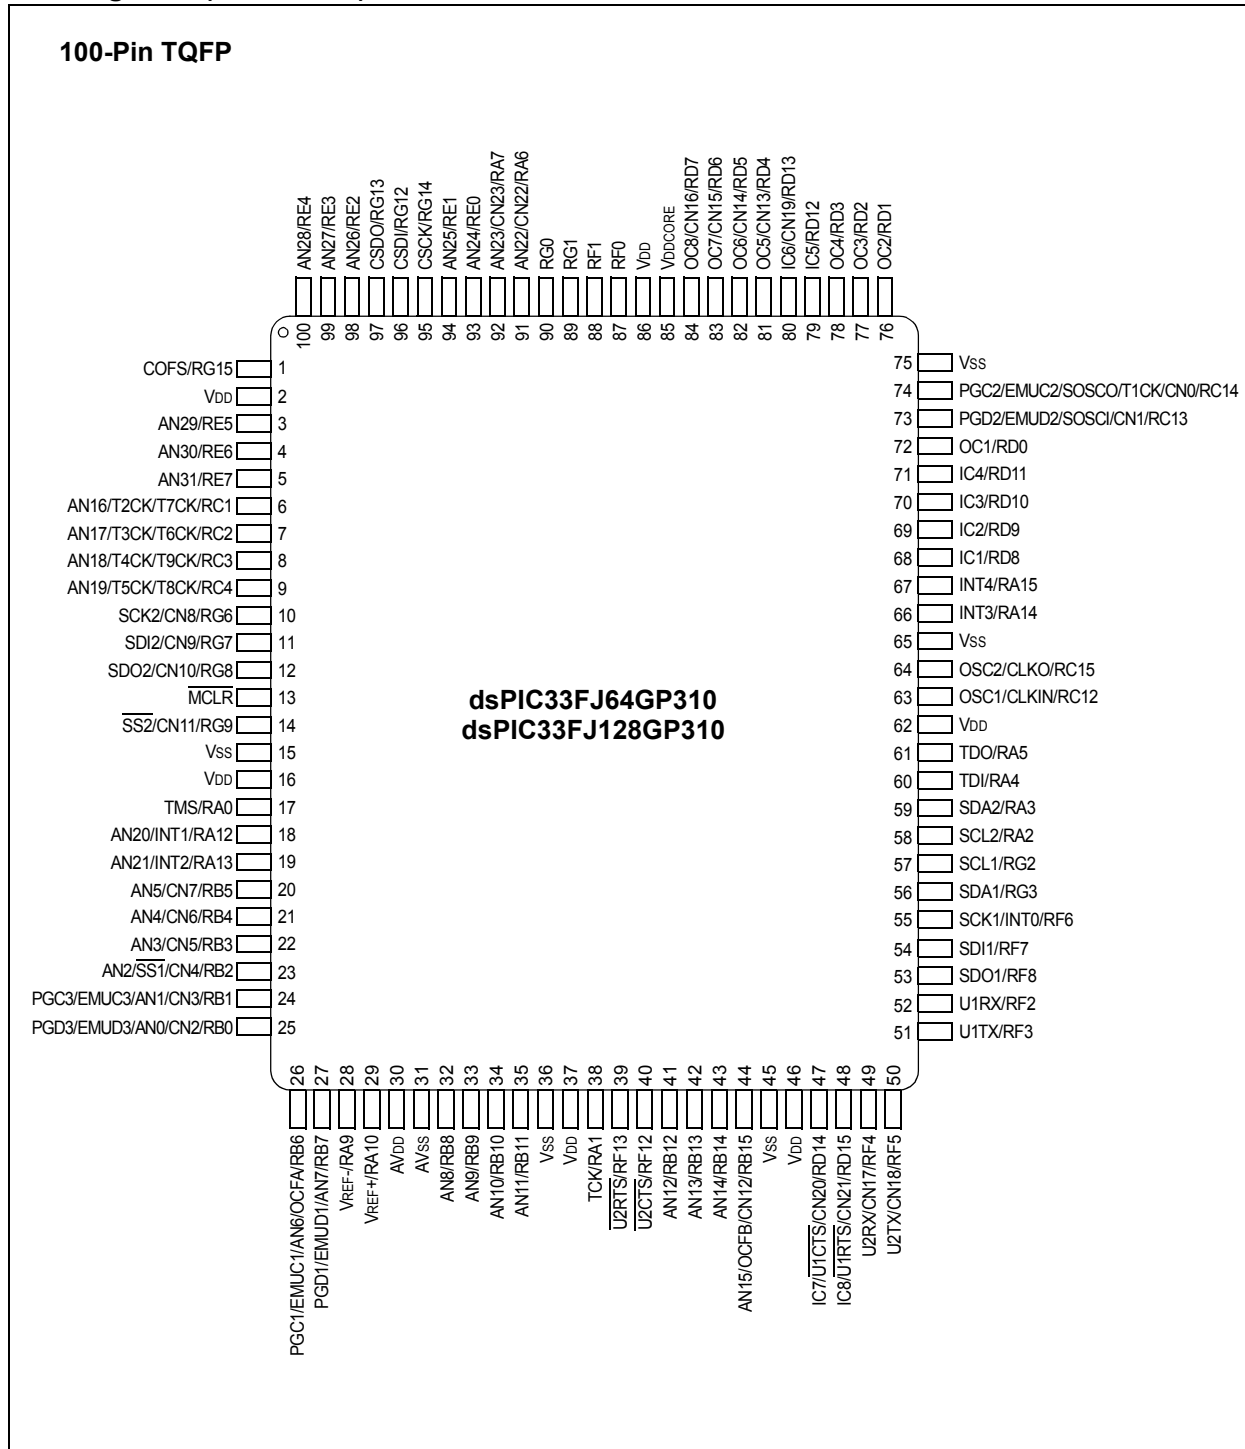 100-Pin TQFP
AN28/RE4
AN27/RE3
AN26/RE2
CSDO/RG13
CSDI/RG12
CSCK/RG14
AN25/RE1
AN24/RE0
AN23/CN23/RA7
AN22/CN22/RA6
RG0
RG1
RF1
RF0
VDD
VDDCORE
OC8/CN16/RD7
OC7/CN15/RD6
OC6/CN14/RD5
OC5/CN13/RD4
IC6/CN19/RD13
IC5/RD12
OC4/RD3
OC3/RD2
OC2/RD1
100
99
98
97
96
95
94
93
92
91
90
89
88
87
86
85
84
83
82
81
80
79
78
77
76
COFS/RG15 1
VDD 2
AN29/RE5 3
AN30/RE6 4
AN31/RE7 5
AN16/T2CK/T7CK/RC1 6
AN17/T3CK/T6CK/RC2 7
AN18/T4CK/T9CK/RC3 8
AN19/T5CK/T8CK/RC4 9
SCK2/CN8/RG6 10
SDI2/CN9/RG7 11
SDO2/CN10/RG8 12
MCLR 13
SS2/CN11/RG9 14
VSS 15
VDD 16
TMS/RA0 17
AN20/INT1/RA12 18
AN21/INT2/RA13 19
AN5/CN7/RB5 20
AN4/CN6/RB4 21
AN3/CN5/RB3 22
AN2/SS1/CN4/RB2 23
PGC3/EMUC3/AN1/CN3/RB1 24
PGD3/EMUD3/AN0/CN2/RB0 25
dsPIC33FJ64GP310
dsPIC33FJ128GP310
75 VSS
74 PGC2/EMUC2/SOSCO/T1CK/CN0/RC14
73 PGD2/EMUD2/SOSCI/CN1/RC13
72 OC1/RD0
71 IC4/RD11
70 IC3/RD10
69 IC2/RD9
68 IC1/RD8
67 INT4/RA15
66 INT3/RA14
65 VSS
64 OSC2/CLKO/RC15
63 OSC1/CLKIN/RC12
62 VDD
61 TDO/RA5
60 TDI/RA4
59 SDA2/RA3
58 SCL2/RA2
57 SCL1/RG2
56 SDA1/RG3
55 SCK1/INT0/RF6
54 SDI1/RF7
53 SDO1/RF8
52 U1RX/RF2
51 U1TX/RF3
26
27
28
29
30
31
32
33
34
35
36
37
38
39
40
41
42
43
44
45
46
47
48
49
50
PGC1/EMUC1/AN6/OCFA/RB6
PGD1/EMUD1/AN7/RB7
VREF-/RA9
VREF+/RA10
AVDD
AVSS
AN8/RB8
AN9/RB9
AN10/RB10
AN11/RB11
VSS
VDD
TCK/RA1
U2RTS/RF13
U2CTS/RF12
AN12/RB12
AN13/RB13
AN14/RB14
AN15/OCFB/CN12/RB15
VSS
VDD
IC7/U1CTS/CN20/RD14
IC8/U1RTS/CN21/RD15
U2RX/CN17/RF4
U2TX/CN18/RF5